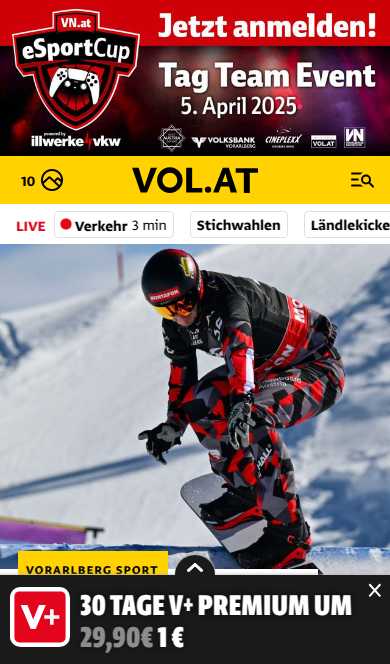 VN.at
eSportCup
powered by
illwerke vkw
Jetzt anmelden!
Tag Team Event
5. April 2025
VOLKSBANK
VORARLBERG
CINEPLEXX
VOL.AT
VN
10
VOL.AT
LIVE
Verkehr 3 min
Stichwahlen
Ländlekicke
MONTAFON
VORARLBERG SPORT
V+
30 TAGE V+ PREMIUM UM
29,90€ 1 €